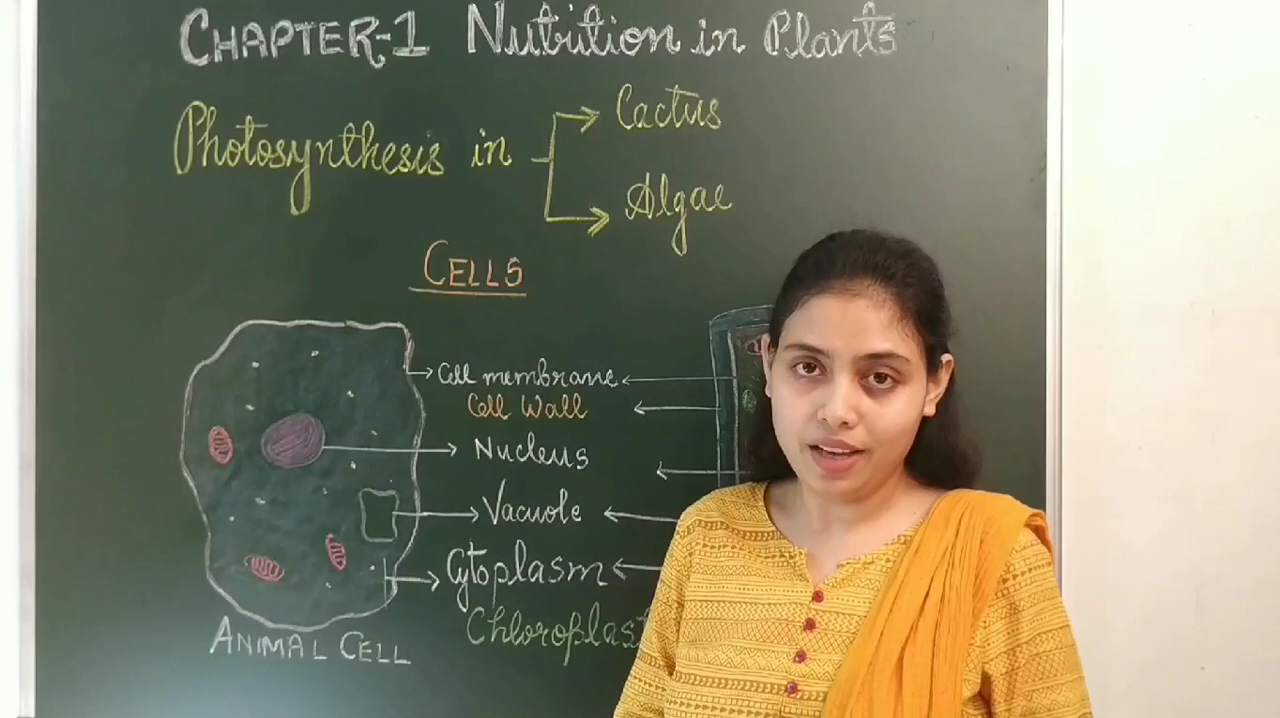 CHAPTER-1 Nutrition in Plants
Photosynthesis in
Cactus
Algae
CELLS
Cell membrane
Cell Wall
Nucleus
Vacuole
Cytoplasm
ANIMAL CELL